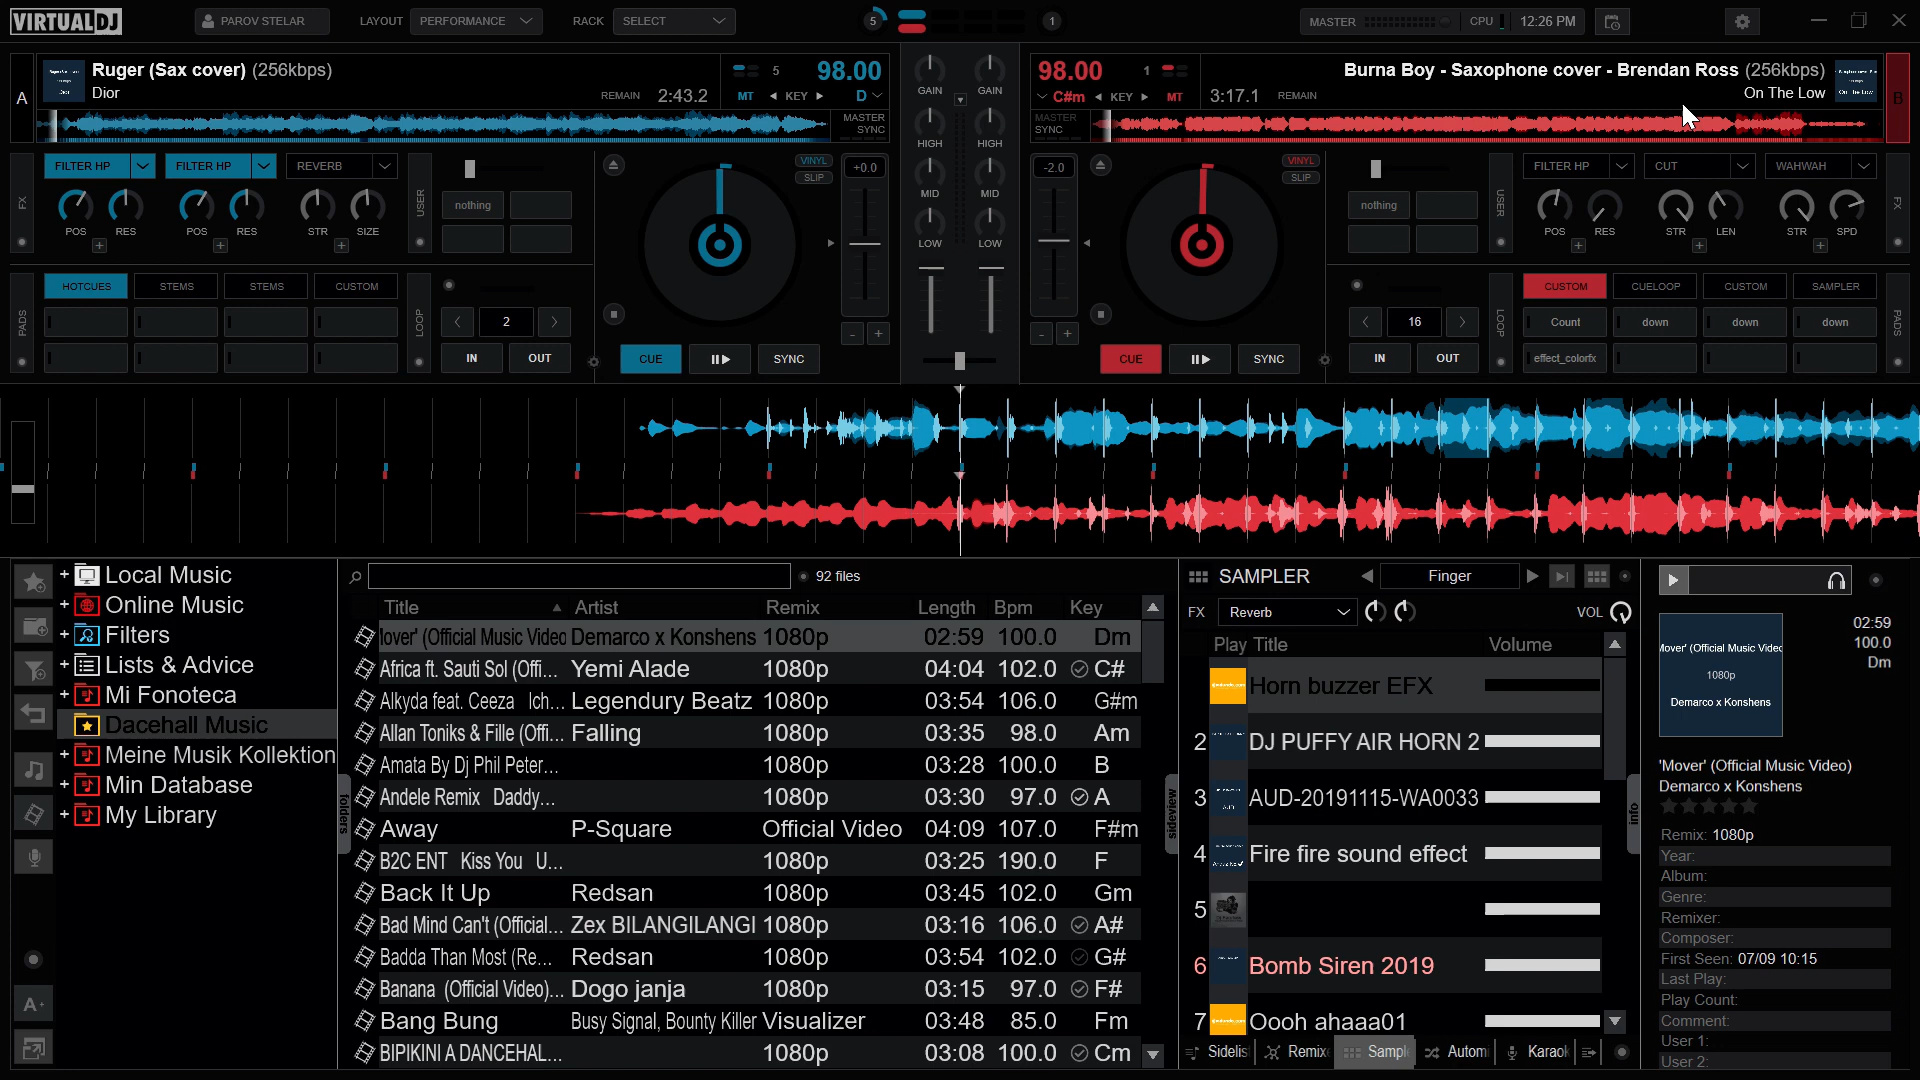 VIRTUALDJ
PAROV STELAR
LAYOUT PERFORMANCE
RACK SELECT
5
1
MASTER
CPU
12:26 PM
A
Ruger (Sax cover) (256kbps)
Dior
REMAIN 2:43.2
5
MT KEY
98.00
D
MASTER SYNC
GAIN
GAIN
HIGH
HIGH
MID
MID
LOW
LOW
98.00
C#m KEY MT
1
3:17.1 REMAIN
Burna Boy - Saxophone cover - Brendan Ross (256kbps)
On The Low
B
MASTER SYNC
FX
FILTER HP
FILTER HP
REVERB
POS RES
POS RES
STR SIZE
USER
nothing
VINYL
SLIP
+0.0
-2.0
VINYL
SLIP
nothing
USER
FILTER HP
CUT
WAHWAH
POS RES
STR LEN
STR SPD
FX
PADS
HOTCUES STEMS STEMS CUSTOM
LOOP
2
IN OUT
CUE
SYNC
- +
- +
CUE
SYNC
16
IN OUT
LOOP
CUSTOM CUELOOP CUSTOM SAMPLER
Count down down down
effect_colorfx
PADS
Local Music
Online Music
Filters
Lists & Advice
Mi Fonoteca
Dacehall Music
Meine Musik Kollektion
Min Database
My Library
A+
folders
92 files
Title Artist Remix Length Bpm Key
lover' (Official Music Videc Demarco x Konshens 1080p 02:59 100.0 Dm
Africa ft. Sauti Sol (Offi... Yemi Alade 1080p 04:04 102.0 C#
Alkyda feat. Ceeza Ich... Legendury Beatz 1080p 03:54 106.0 G#m
Allan Toniks & Fille (Offi... Falling 1080p 03:35 98.0 Am
Amata By Dj Phil Peter... 1080p 03:28 100.0 B
Andele Remix Daddy... 1080p 03:30 97.0 A
Away P-Square Official Video 04:09 107.0 F#m
B2C ENT Kiss You U... 1080p 03:25 190.0 F
Back It Up Redsan 1080p 03:45 102.0 Gm
Bad Mind Can't (Official... Zex BILANGILANGI 1080p 03:16 106.0 A#
Badda Than Most (Re... Redsan 1080p 03:54 102.0 G#
Banana (Official Video)... Dogo janja 1080p 03:15 97.0 F#
Bang Bung Busy Signal, Bounty Killer Visualizer 03:48 85.0 Fm
BIPIKINI A DANCEHAL... 1080p 03:08 100.0 Cm
sideview
SAMPLER
Finger
FX Reverb VOL
Play Title Volume
Horn buzzer EFX
2 DJ PUFFY AIR HORN 2
3 AUD-20191115-WA0033
4 Fire fire sound effect
5
6 Bomb Siren 2019
7 Oooh ahaaa01
Sidelis Remix Sampl Autom Karaok
info
lover' (Official Music Videc
1080p
Demarco x Konshens
02:59
100.0
Dm
'Mover' (Official Music Video)
Demarco x Konshens
Remix: 1080p
Year:
Album:
Genre:
Remixer:
Composer:
First Seen: 07/09 10:15
Last Play:
Play Count:
Comment:
User 1:
User 2: